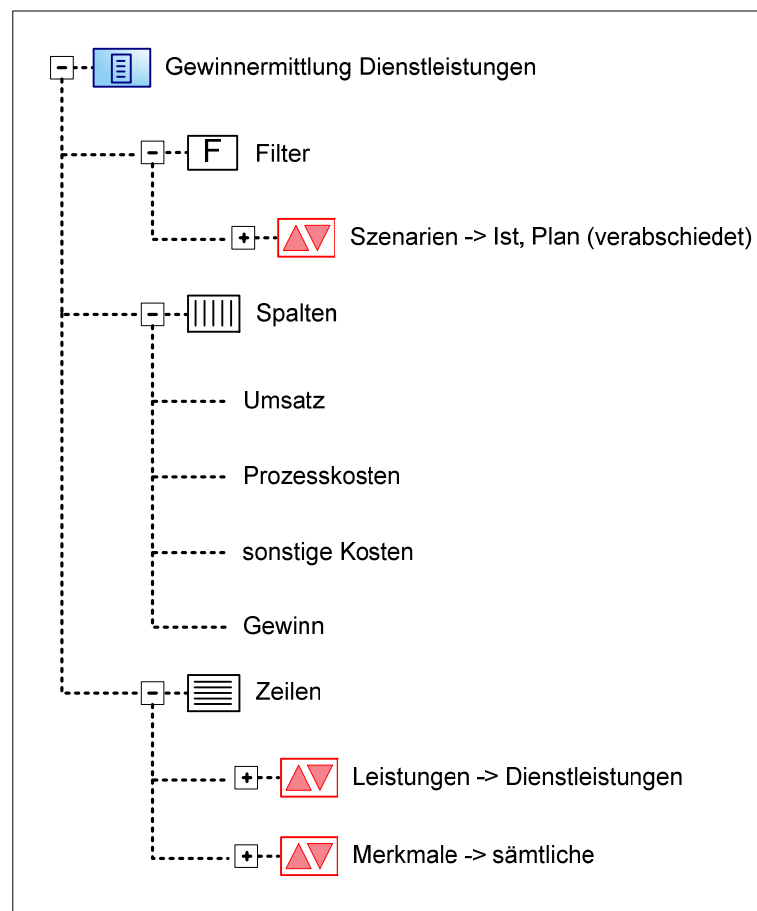 Gewinnermittlung Dienstleistungen
F Filter
Szenarien -> Ist, Plan (verabschiedet)
Spalten
Umsatz
Prozesskosten
sonstige Kosten
Gewinn
Zeilen
Leistungen -> Dienstleistungen
Merkmale -> sämtliche